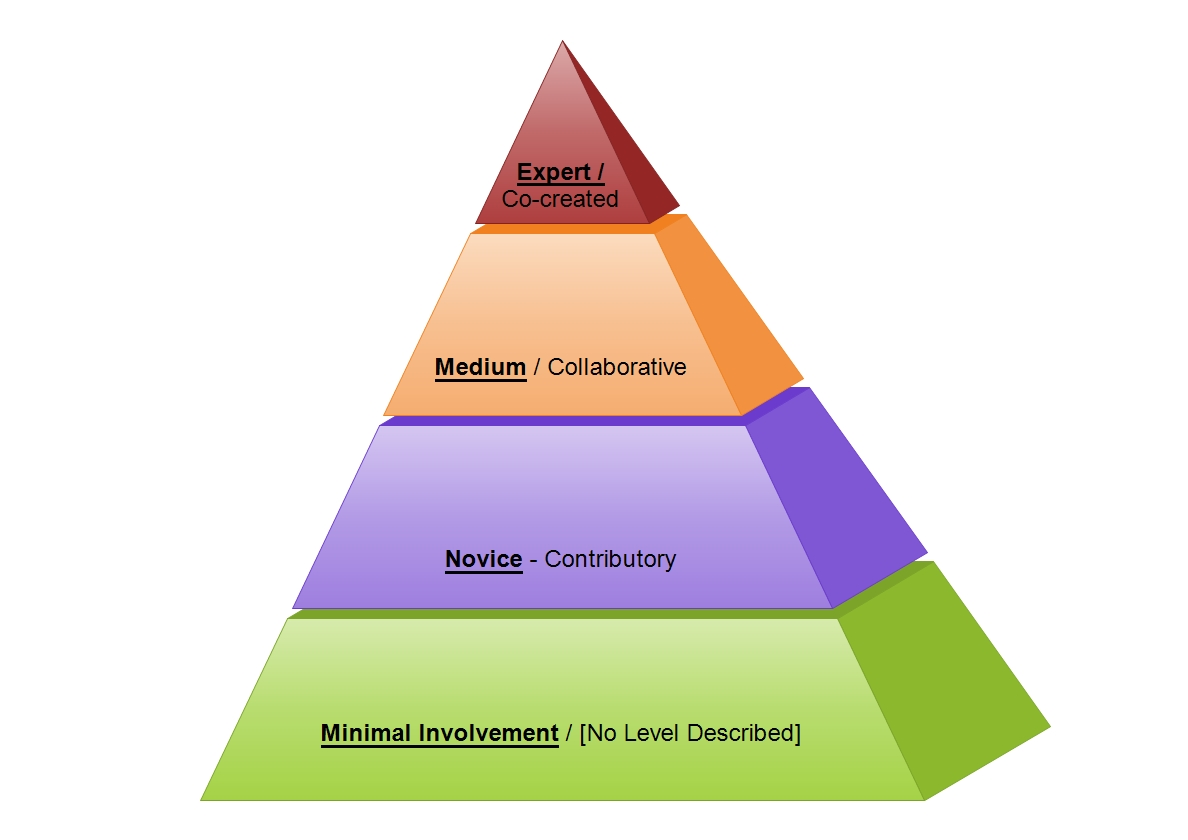 Expert /
Co-created
Medium / Collaborative
Novice - Contributory
Minimal Involvement / [No Level Described]